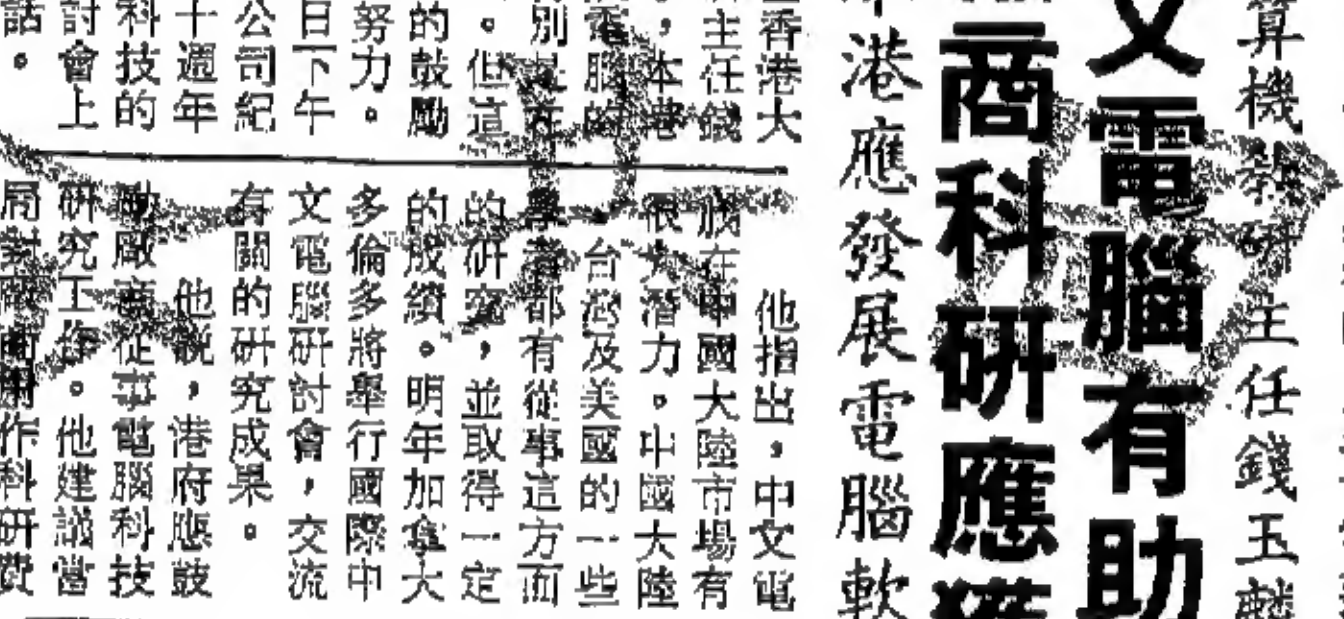 算機裝研主任錢玉麟
文電腦有助
商科研應獲
本港應發展電腦軟
香港大
主任錢
，本港
電腦的
別是在
。但這
的鼓勵
努力。
日下午
公司紀
十週年
科技的
討會上
話。
他指出，中文電
腦在中國大陸市場有
很大潛力。中國大陸
、台灣及美國的一些
學者都有從事這方面
的研究，並取得一定
的成績。明年加拿大
多倫多將舉行國際中
文電腦研討會，交流
有關的研究成果。
他說，港府應鼓
勵廠商從事電腦科技
研究工作。他建議當
局對廠商用作科研費